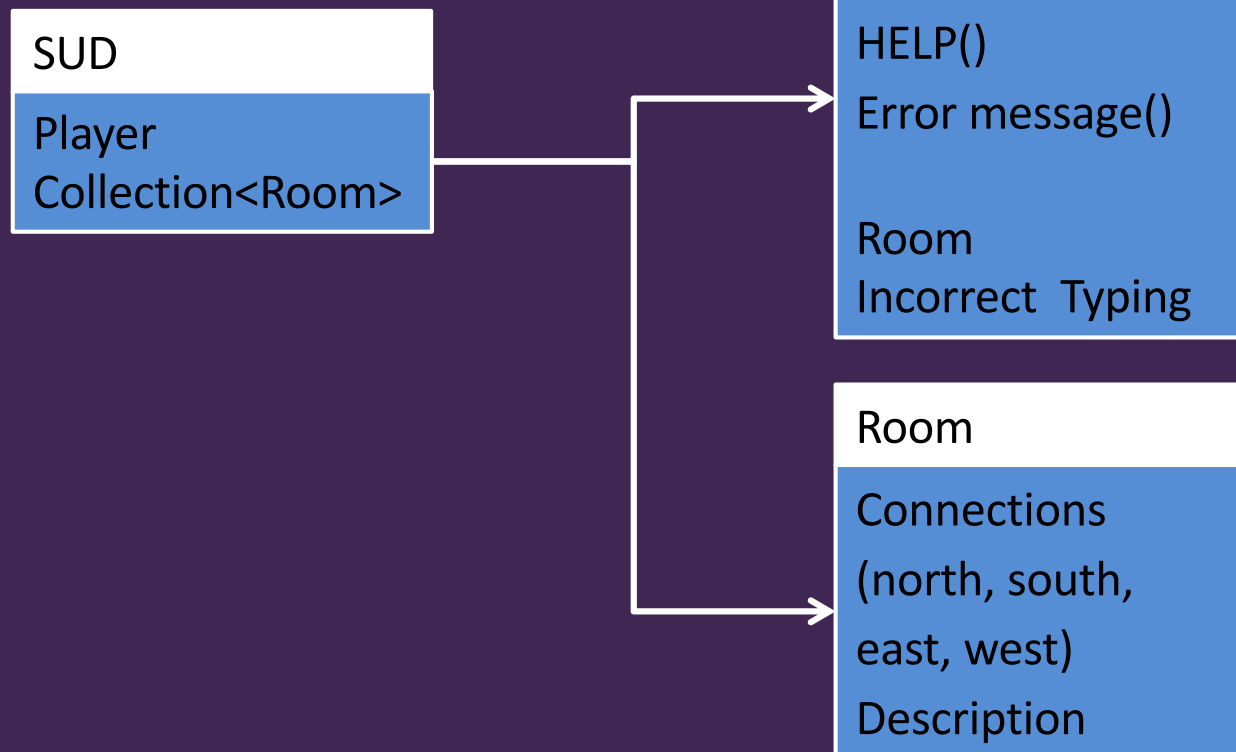 SUD
Player
Collection<Room>
HELP()
Error message()
Room
Incorrect  Typing
Room
Connections
(north, south,
east, west)
Description